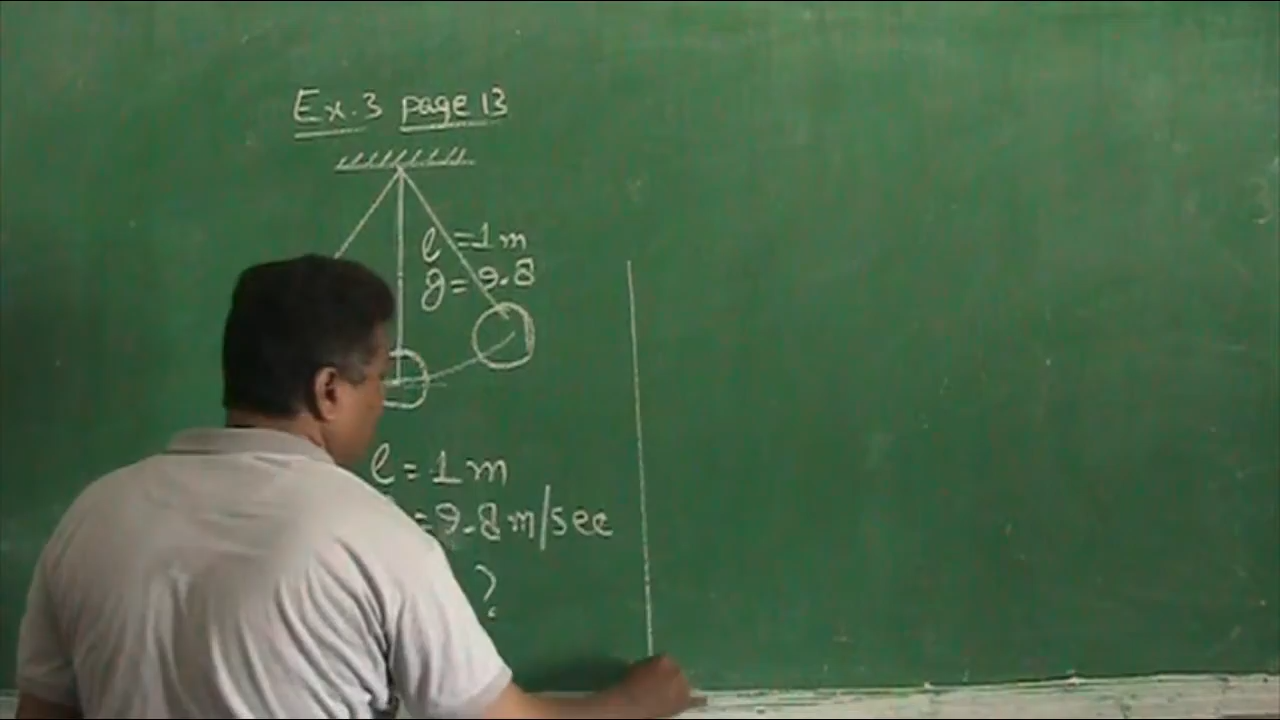 Ex. 3 page 13
l = 1 m
g = 9.8
l = 1 m
= 9.8 m/sec
?